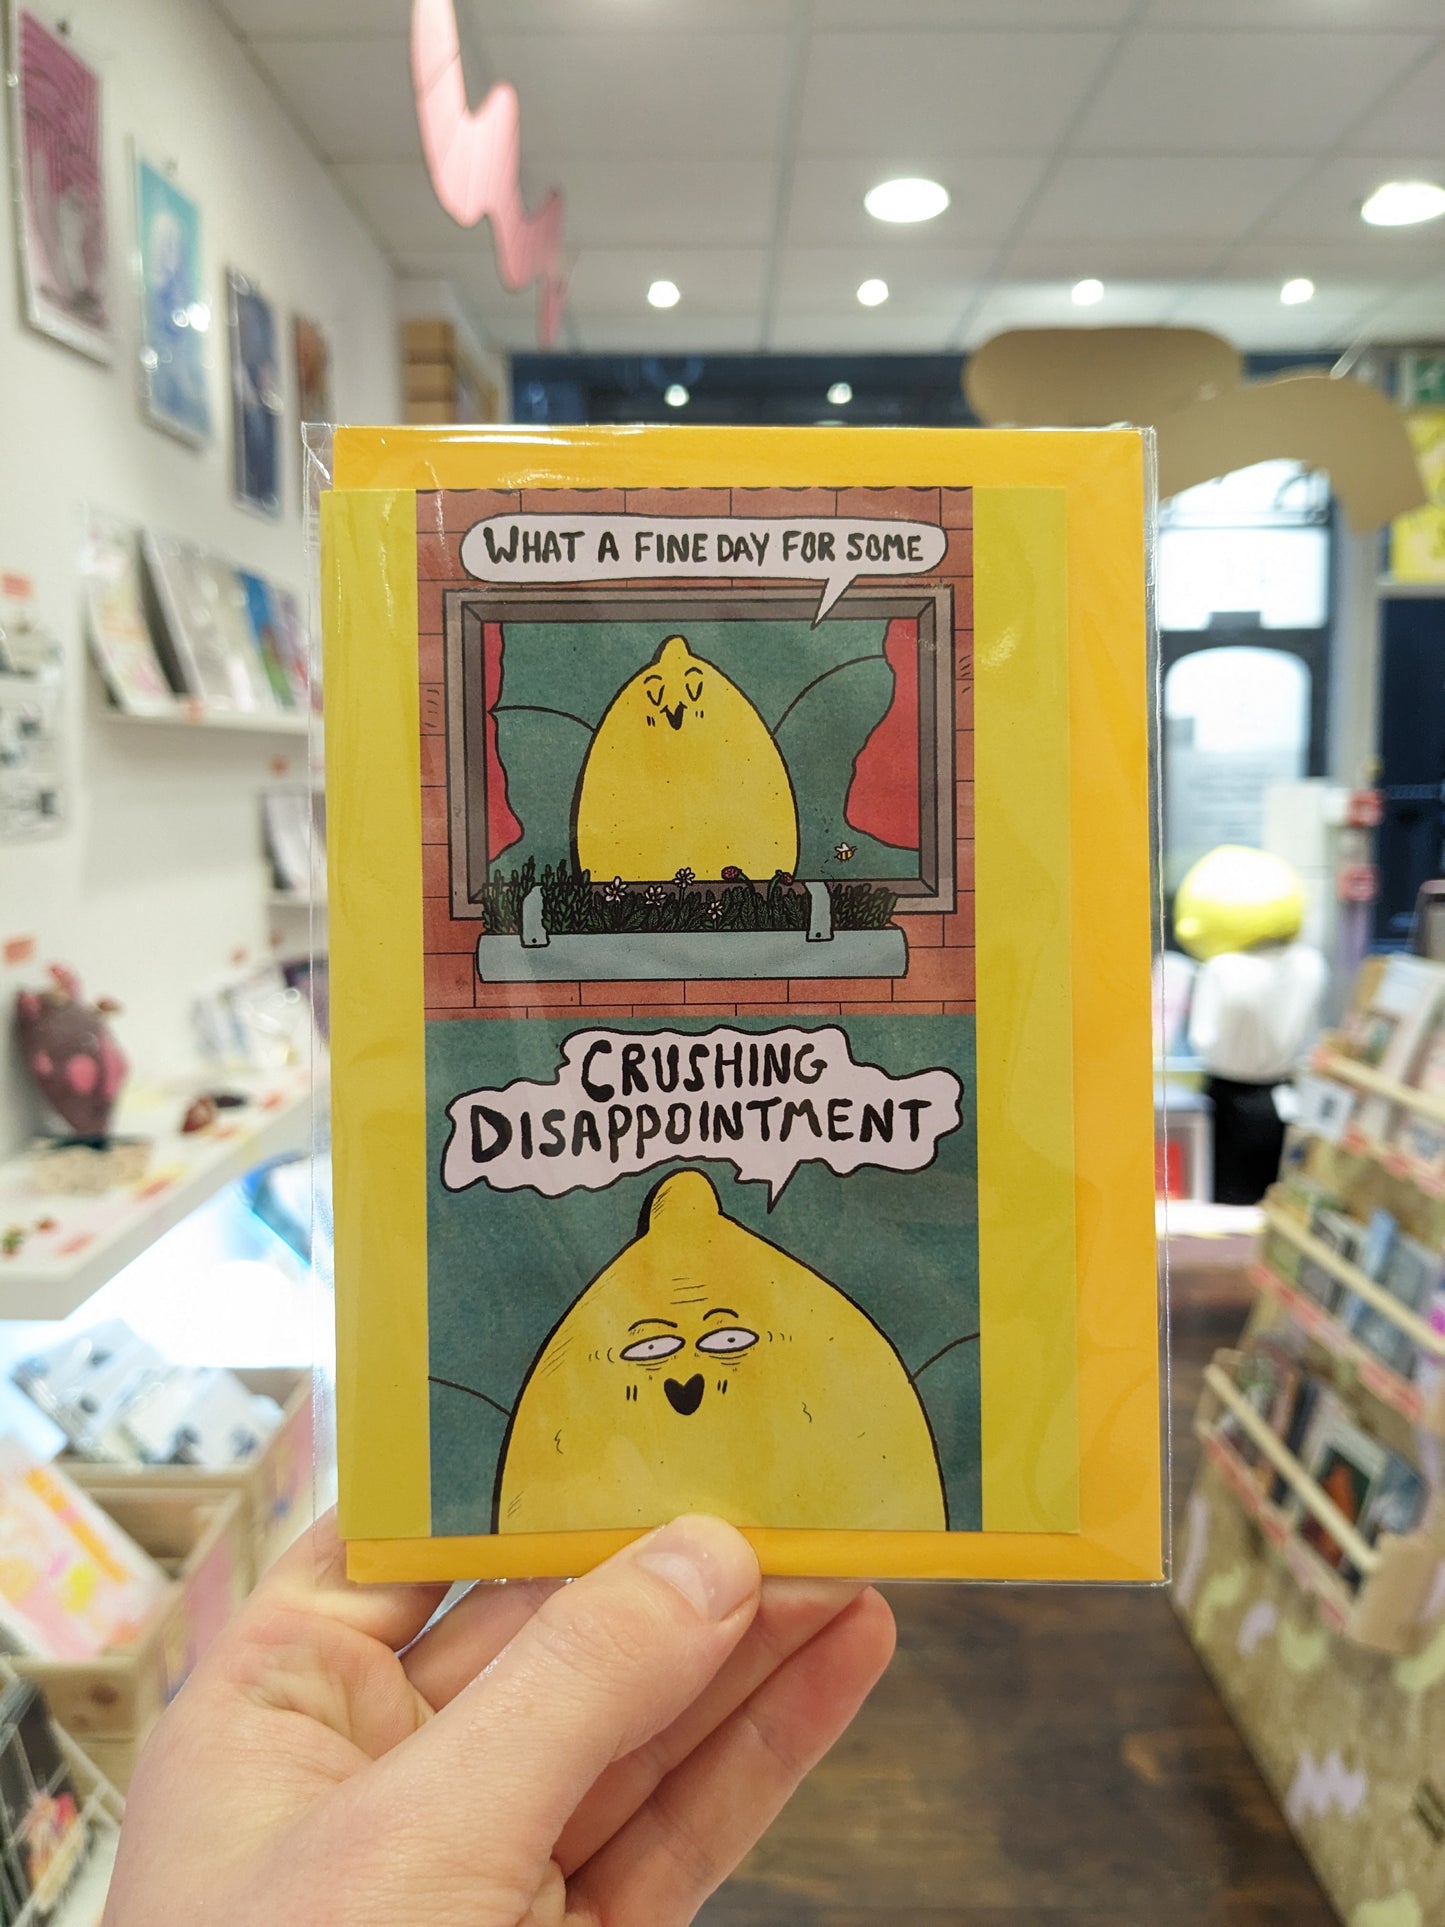 WHAT A FINE DAY FOR SOME
CRUSHING
DISAPPOINTMENT